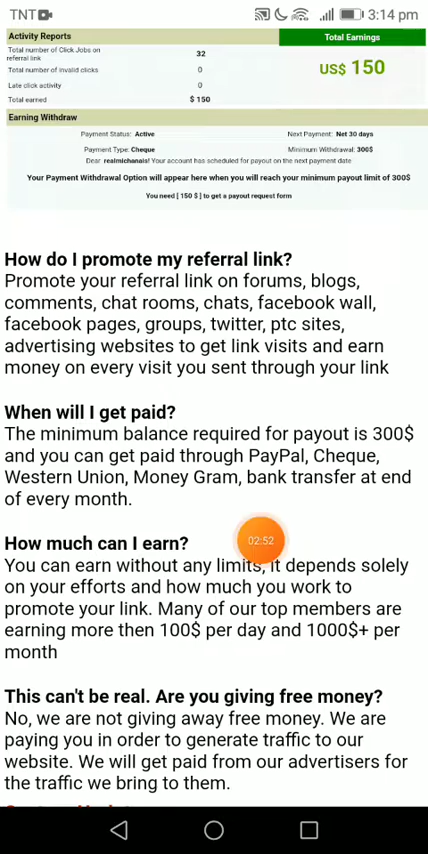 TNT 3:14 pm
Activity Reports Total Earnings
Total number of Click Jobs on referral link 32
US$ 150
Total number of invalid clicks 0
Late click activity 0
Total earned $ 150
Earning Withdraw
Payment Status: Active Next Payment: Net 30 days
Payment Type: Cheque Minimum Withdrawal: 300$
Dear realmichanais! Your account has scheduled for payout on the next payment date
Your Payment Withdrawal Option will appear here when you will reach your minimum payout limit of 300$
You need [ 150 $ ] to get a payout request form
How do I promote my referral link?
Promote your referral link on forums, blogs,
comments, chat rooms, chats, facebook wall,
facebook pages, groups, twitter, ptc sites,
advertising websites to get link visits and earn
money on every visit you sent through your link
When will I get paid?
The minimum balance required for payout is 300$
and you can get paid through PayPal, Cheque,
Western Union, Money Gram, bank transfer at end
of every month.
How much can I earn?
02:52
You can earn without any limits, it depends solely
on your efforts and how much you work to
promote your link. Many of our top members are
earning more then 100$ per day and 1000$+ per
month
This can't be real. Are you giving free money?
No, we are not giving away free money. We are
paying you in order to generate traffic to our
website. We will get paid from our advertisers for
the traffic we bring to them.